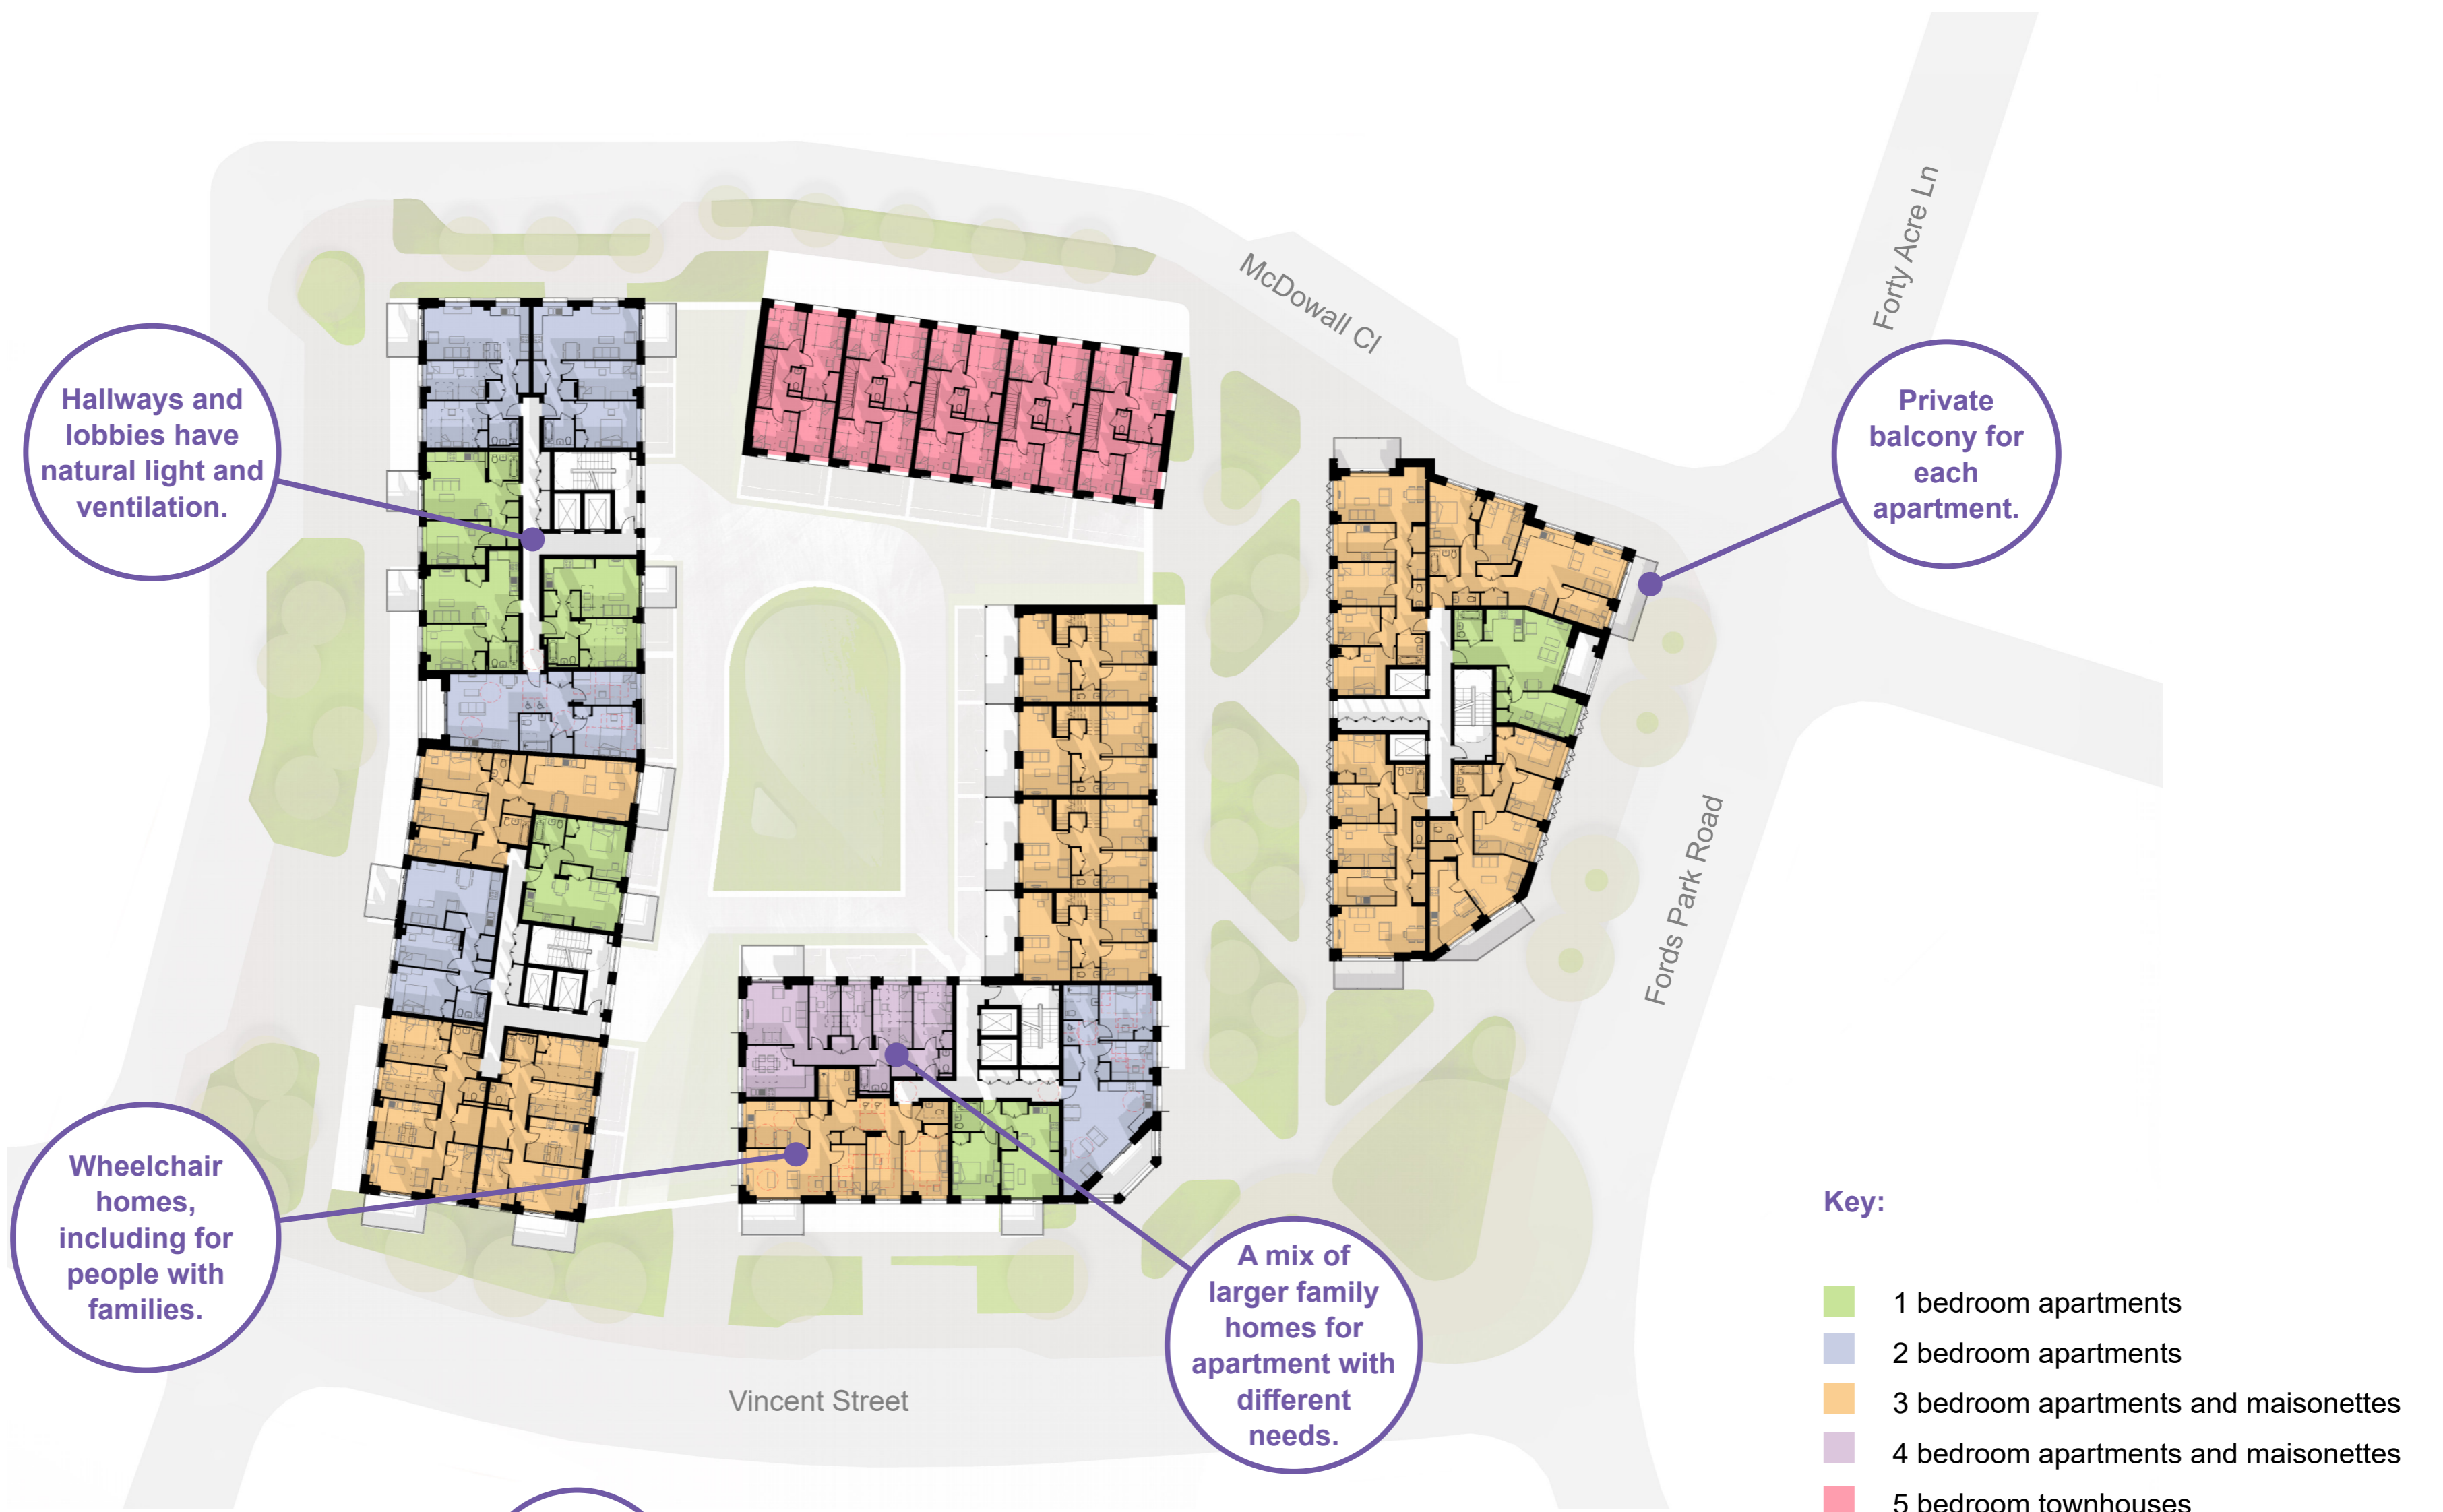 Forty Acre Ln
McDowall Cl
Hallways and
lobbies have
natural light and
ventilation.
Private
balcony for
each
apartment.
Fords Park Road
Wheelchair
homes,
including for
people with
families.
A mix of
larger family
homes for
apartment with
different
needs.
Vincent Street
Key:
1 bedroom apartments
2 bedroom apartments
3 bedroom apartments and maisonettes
4 bedroom apartments and maisonettes
5 bedroom townhouses